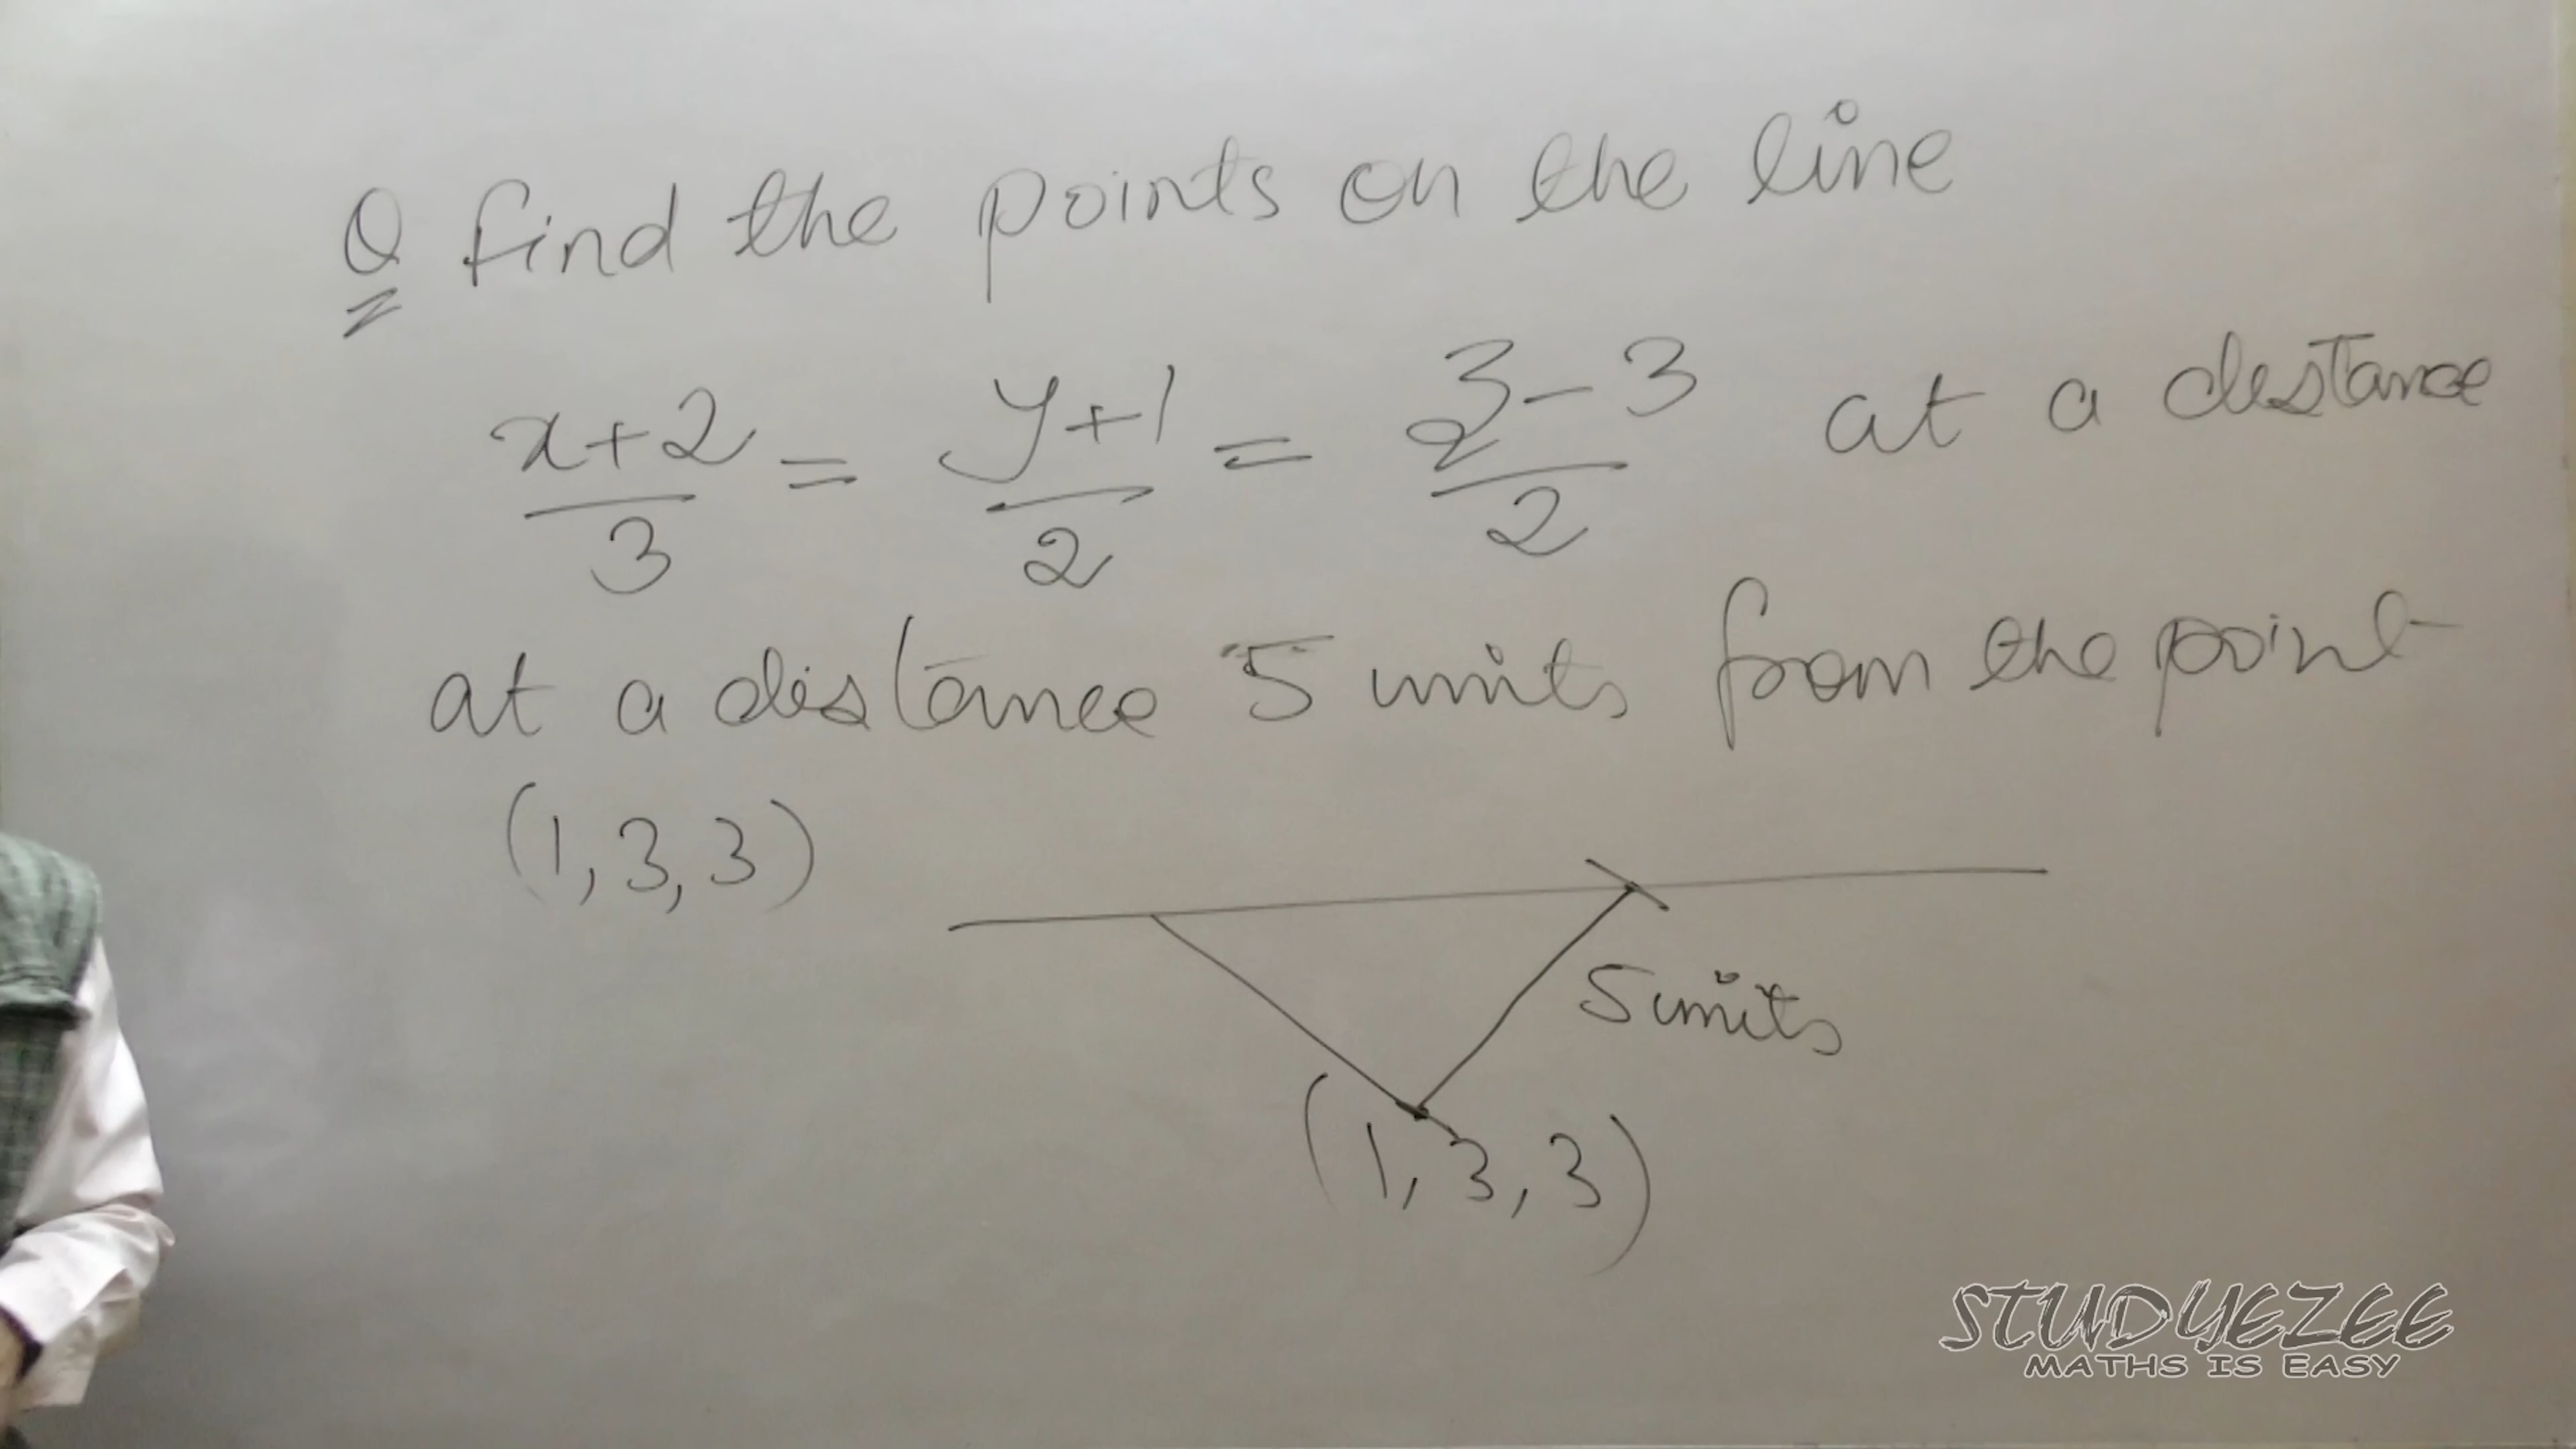 Q find the points on the line
x+2/3 = y+1/2 = z-3/2 at a distance
at a distance 5 units from the point
(1,3,3)
5 units
(1,3,3)
STUDYEZEE
MATHS IS EASY